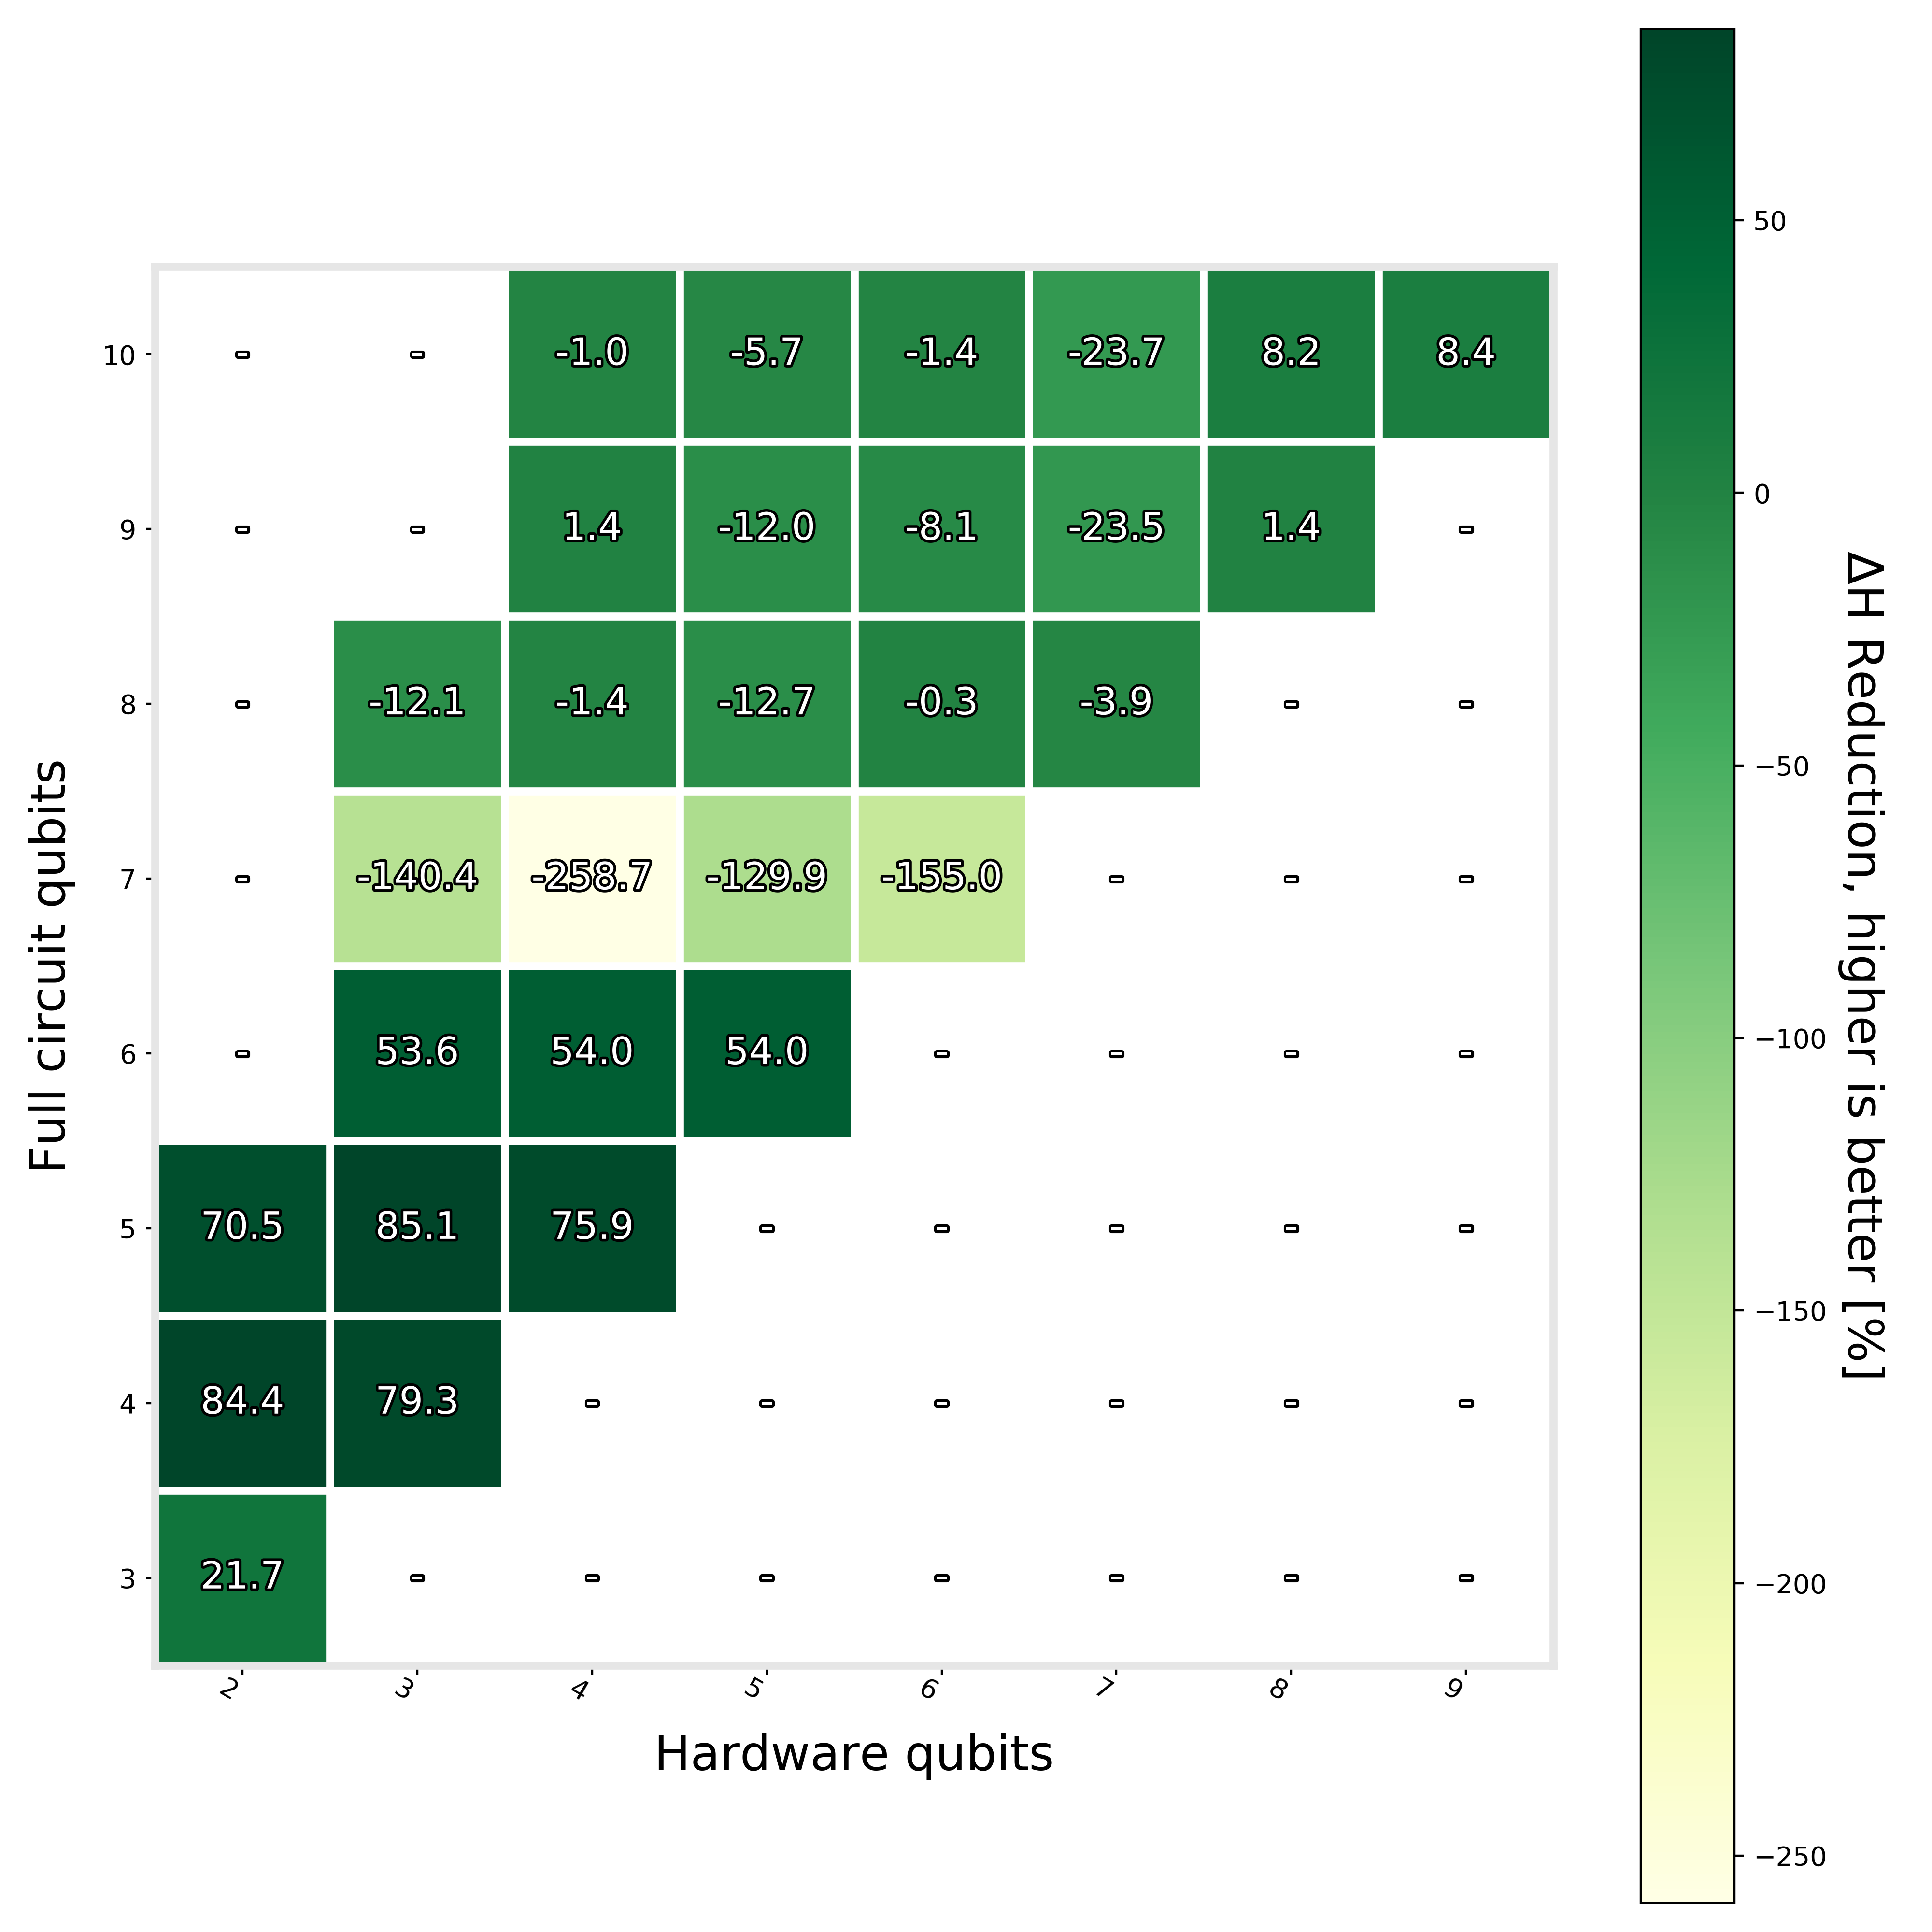 10 - - -1.0 -5.7 -1.4 -23.7 8.2 8.4
9 - - 1.4 -12.0 -8.1 -23.5 1.4 -
8 - -12.1 -1.4 -12.7 -0.3 -3.9 - -
7 - -140.4 -258.7 -129.9 -155.0 - - -
6 - 53.6 54.0 54.0 - - - -
5 70.5 85.1 75.9 - - - - -
4 84.4 79.3 - - - - - -
3 21.7 - - - - - - -
2 3 4 5 6 7 8 9
Hardware qubits
Full circuit qubits
50
0
−50
−100
−150
−200
−250
ΔH Reduction, higher is better [%]